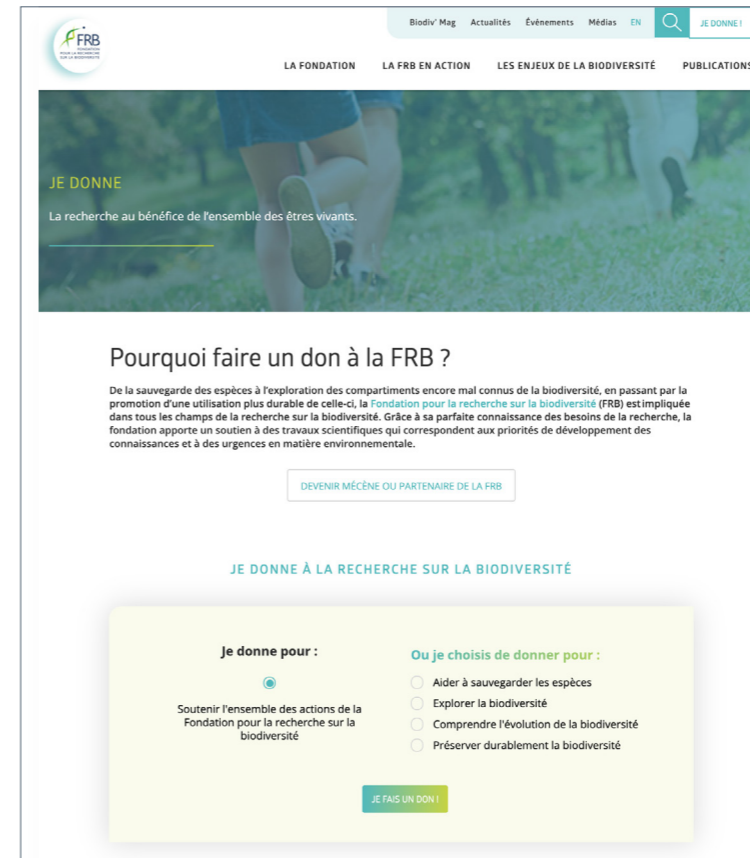 Biodiv' Mag Actualités Événements Médias EN JE DONNE !
FRB
FONDATION
POUR LA RECHERCHE
SUR LA BIODIVERSITÉ
LA FONDATION LA FRB EN ACTION LES ENJEUX DE LA BIODIVERSITÉ PUBLICATIONS
JE DONNE
La recherche au bénéfice de l'ensemble des êtres vivants.
Pourquoi faire un don à la FRB ?
De la sauvegarde des espèces à l'exploration des compartiments encore mal connus de la biodiversité, en passant par la
promotion d'une utilisation plus durable de celle-ci, la Fondation pour la recherche sur la biodiversité (FRB) est impliquée
dans tous les champs de la recherche sur la biodiversité. Grâce à sa parfaite connaissance des besoins de la recherche, la
fondation apporte un soutien à des travaux scientifiques qui correspondent aux priorités de développement des
connaissances et à des urgences en matière environnementale.
DEVENIR MÉCÈNE OU PARTENAIRE DE LA FRB
JE DONNE À LA RECHERCHE SUR LA BIODIVERSITÉ
Je donne pour :
Soutenir l'ensemble des actions de la
Fondation pour la recherche sur la
biodiversité
Ou je choisis de donner pour :
Aider à sauvegarder les espèces
Explorer la biodiversité
Comprendre l'évolution de la biodiversité
Préserver durablement la biodiversité
JE FAIS UN DON !